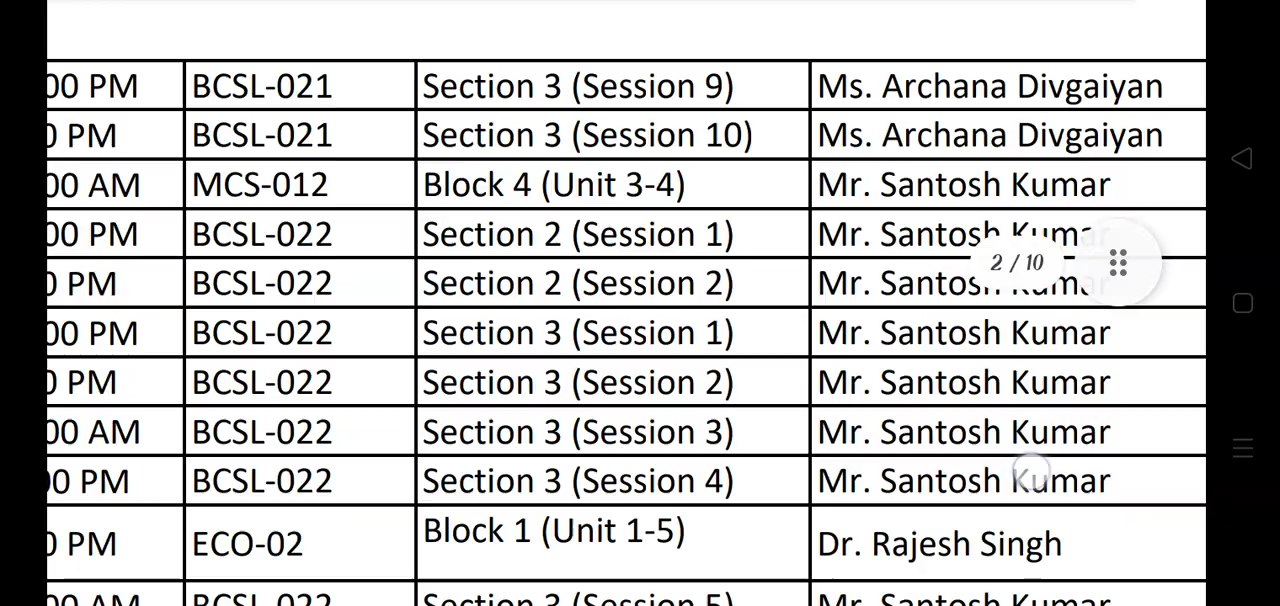 00 PM BCSL-021 Section 3 (Session 9) Ms. Archana Divgaiyan
0 PM BCSL-021 Section 3 (Session 10) Ms. Archana Divgaiyan
00 AM MCS-012 Block 4 (Unit 3-4) Mr. Santosh Kumar
00 PM BCSL-022 Section 2 (Session 1) Mr. Santosh Kumar
2 / 10
0 PM BCSL-022 Section 2 (Session 2) Mr. Santosh Kumar
00 PM BCSL-022 Section 3 (Session 1) Mr. Santosh Kumar
0 PM BCSL-022 Section 3 (Session 2) Mr. Santosh Kumar
00 AM BCSL-022 Section 3 (Session 3) Mr. Santosh Kumar
00 PM BCSL-022 Section 3 (Session 4) Mr. Santosh Kumar
0 PM ECO-02 Block 1 (Unit 1-5) Dr. Rajesh Singh
00 AM BCSL-022 Section 3 (Session 5) Mr. Santosh Kumar